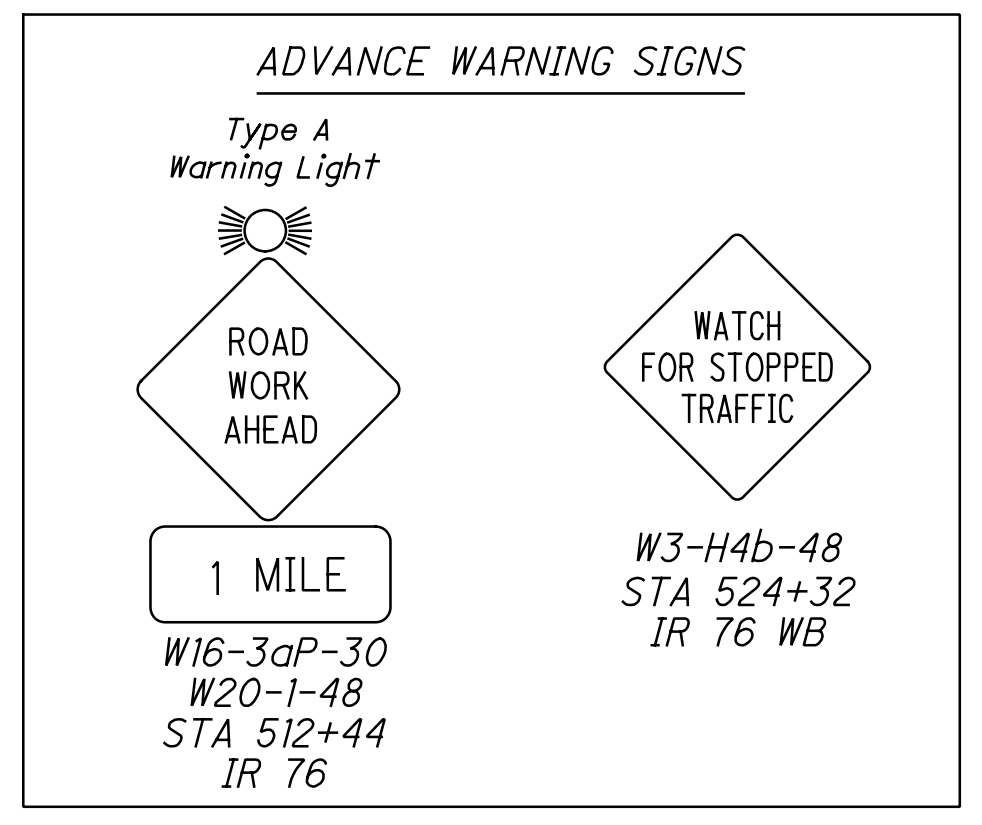 ADVANCE WARNING SIGNS
Type A
Warning Light
ROAD
WORK
AHEAD
1 MILE
W16-3aP-30
W20-1-48
STA 512+44
IR 76
WATCH
FOR STOPPED
TRAFFIC
W3-H4b-48
STA 524+32
IR 76 WB